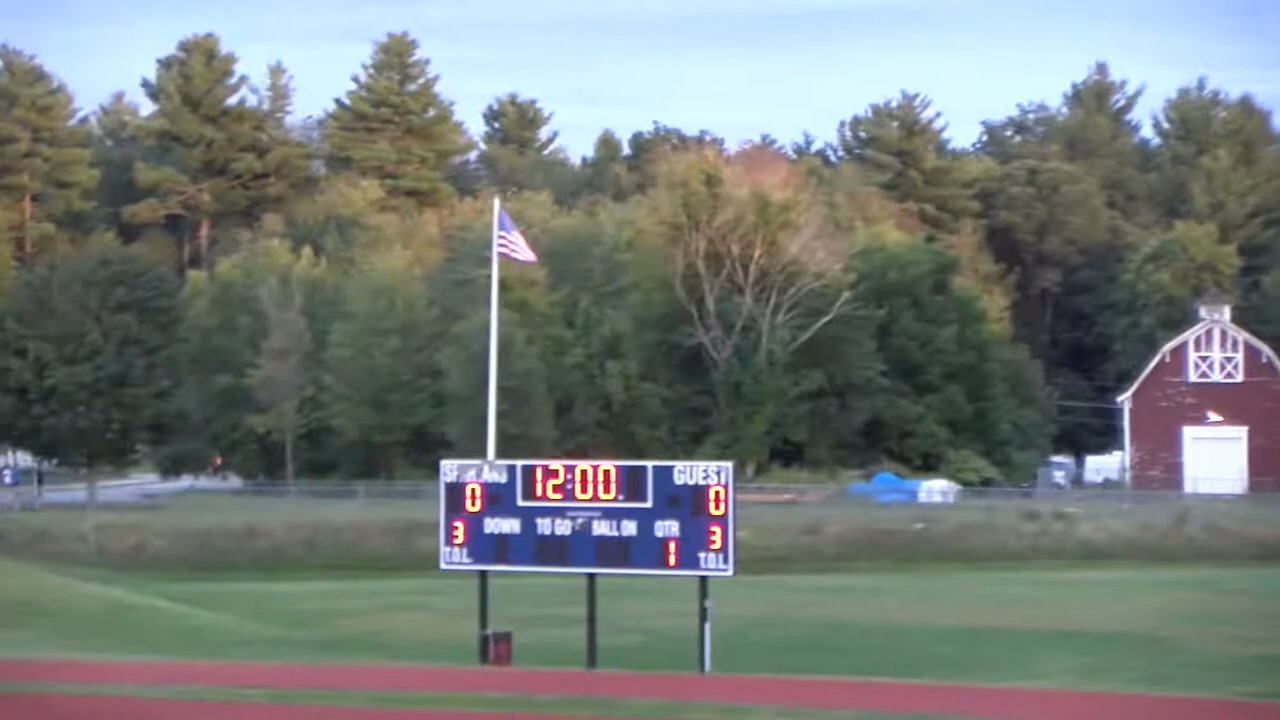 12:00 GUEST
0 0
3 DOWN TO GO BALL ON QTR 3
T.O.L. 1 T.O.L.